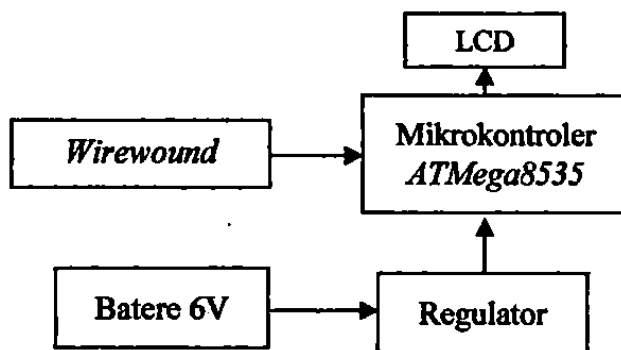 LCD
Mikrokontroler
ATMega8535
Wirewound
Batere 6V
Regulator